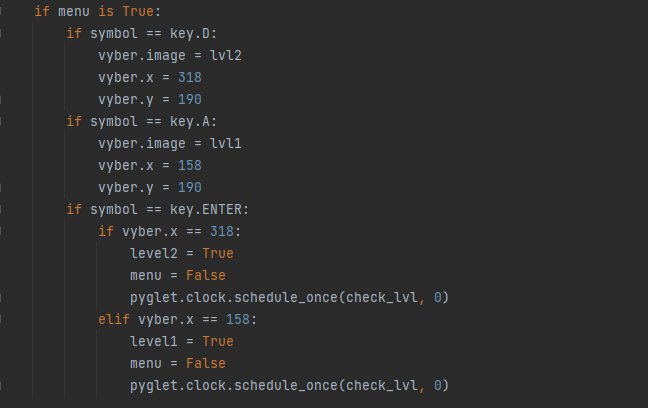 if menu is True:
    if symbol == key.D:
        vyber.image = lvl2
        vyber.x = 318
        vyber.y = 190
    if symbol == key.A:
        vyber.image = lvl1
        vyber.x = 158
        vyber.y = 190
    if symbol == key.ENTER:
        if vyber.x == 318:
            level2 = True
            menu = False
            pyglet.clock.schedule_once(check_lvl, 0)
        elif vyber.x == 158:
            level1 = True
            menu = False
            pyglet.clock.schedule_once(check_lvl, 0)